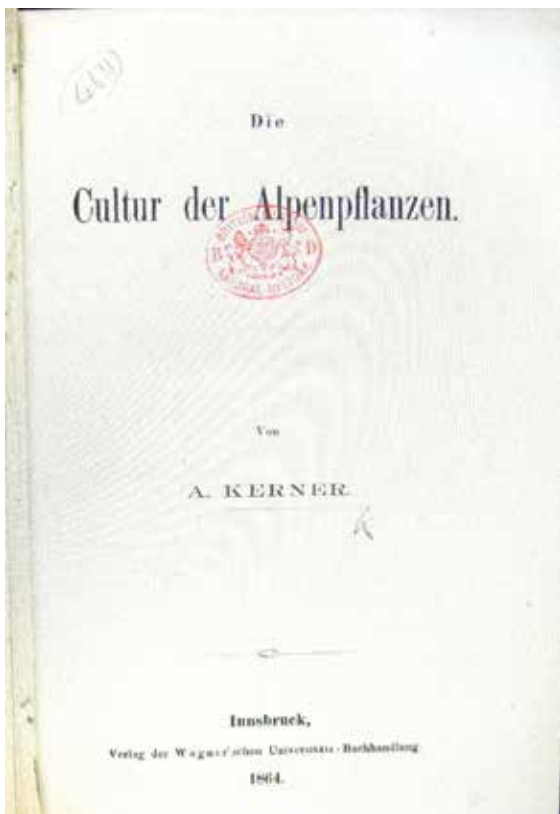 Die
Cultur der Alpenpflanzen.
B D
Von
A. KERNER.
Innsbruck,
Verlag der Wagner'schen Universitäts-Buchhandlung
1864.